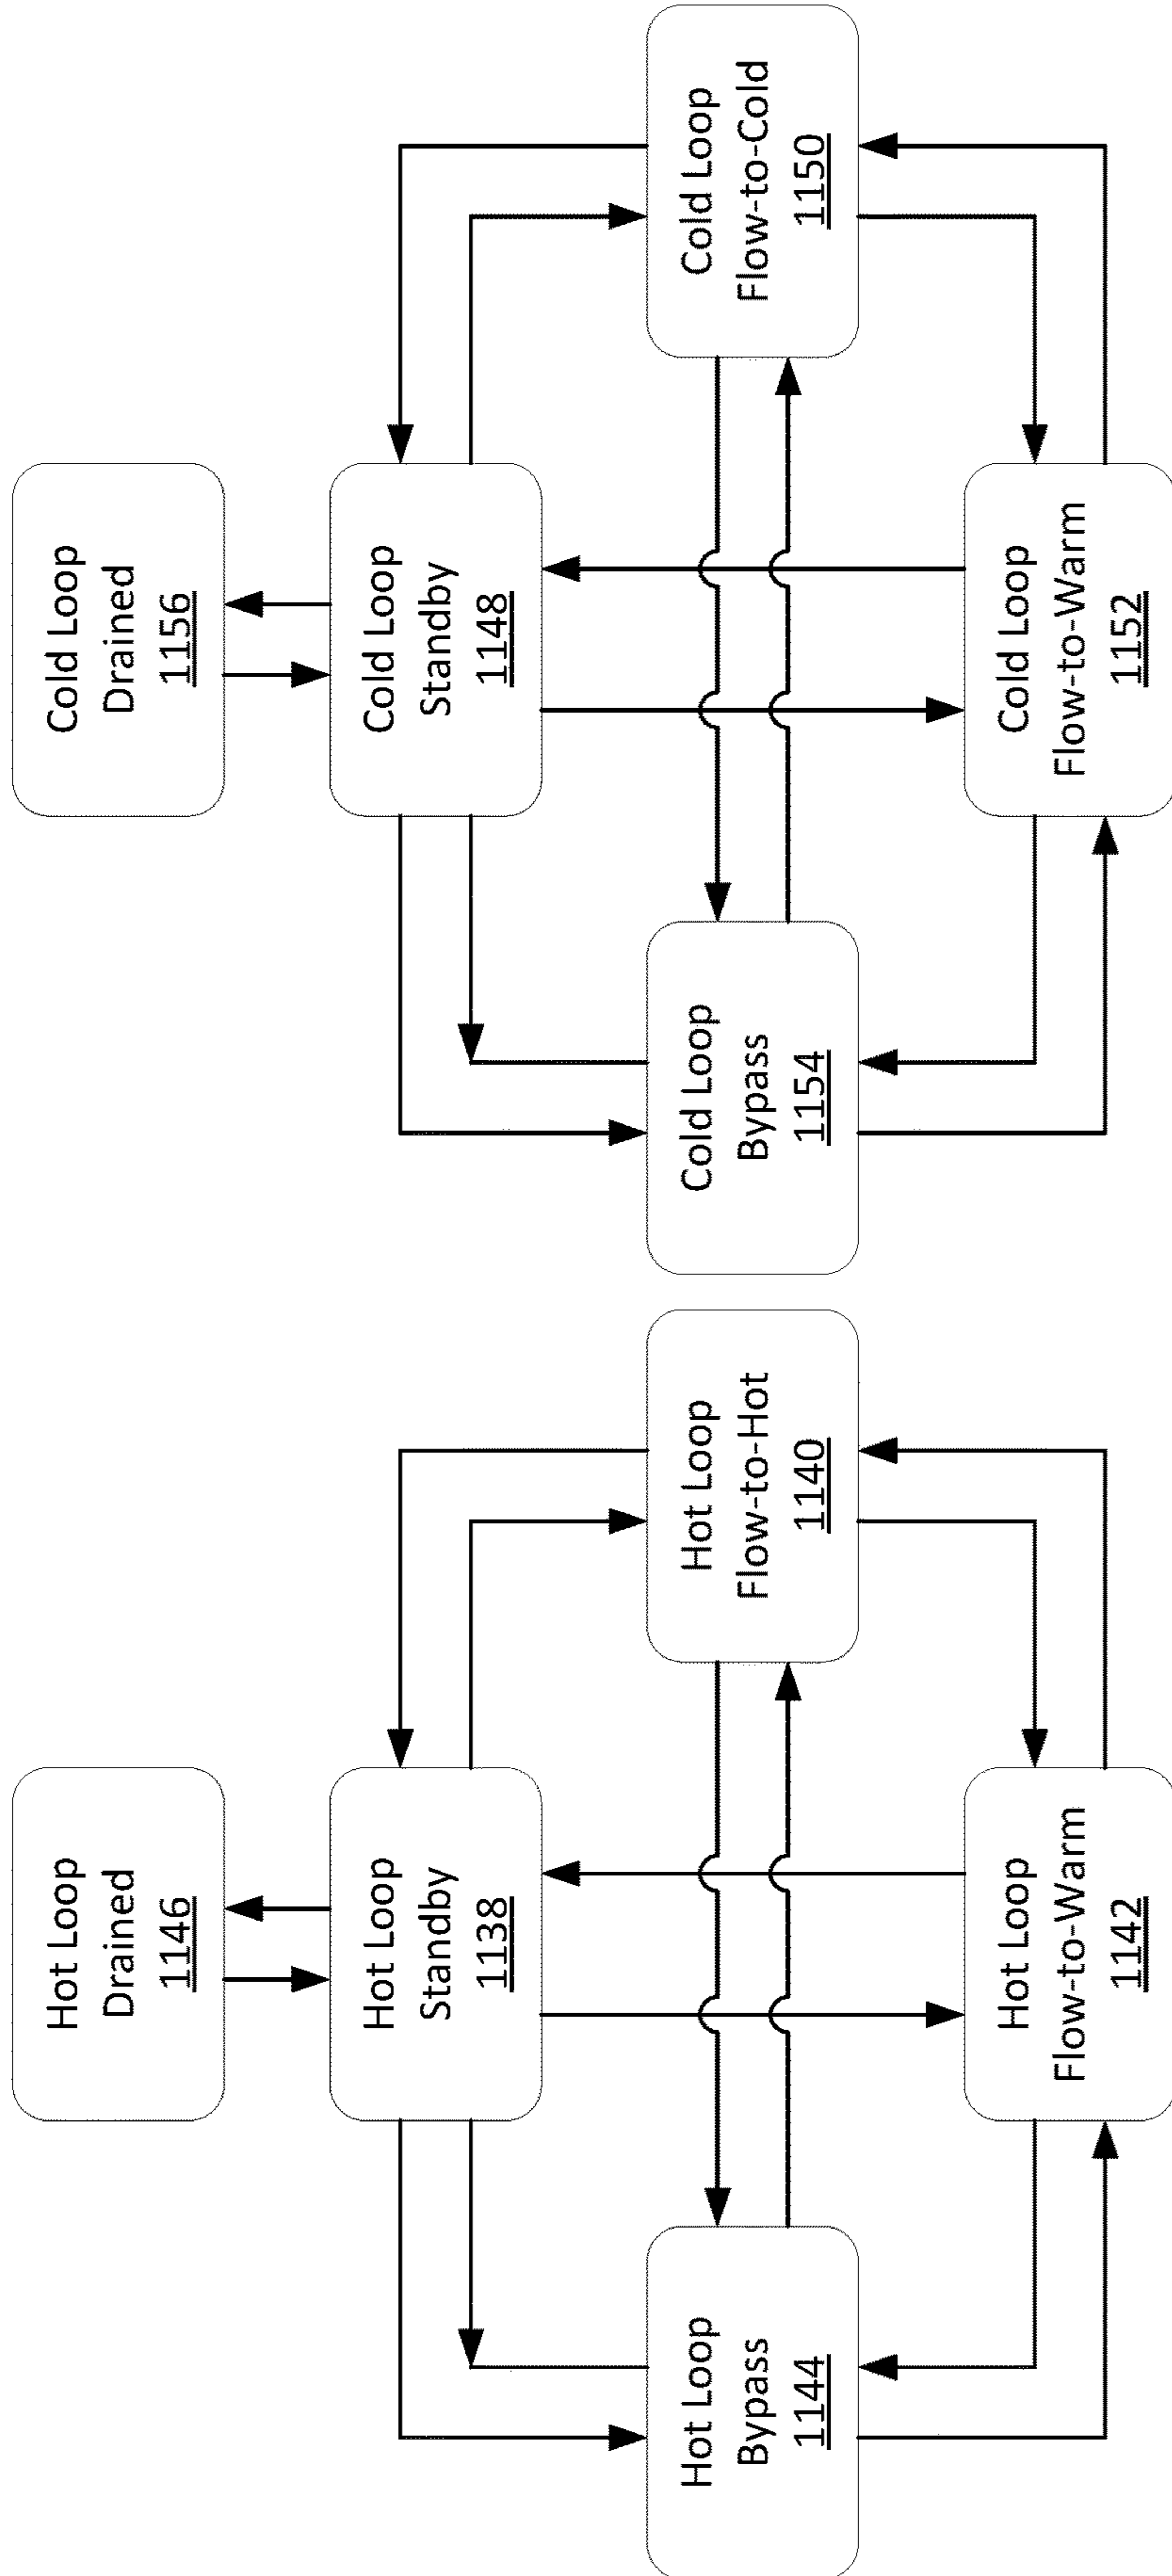 Hot Loop
Drained
1146
Hot Loop
Standby
1138
Hot Loop
Bypass
1144
Hot Loop
Flow-to-Hot
1140
Hot Loop
Flow-to-Warm
1142
Cold Loop
Drained
1156
Cold Loop
Standby
1148
Cold Loop
Bypass
1154
Cold Loop
Flow-to-Cold
1150
Cold Loop
Flow-to-Warm
1152